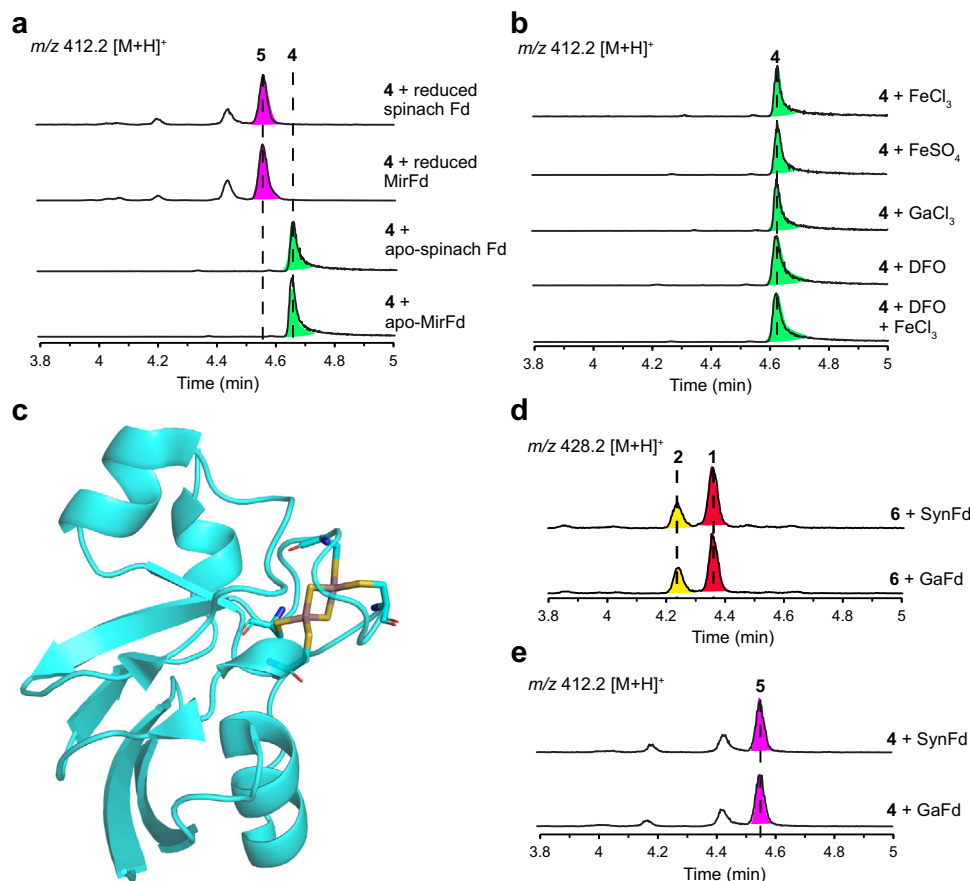 a
m/z 412.2 [M+H]⁺
5 4
4 + reduced
spinach Fd
4 + reduced
MirFd
4 +
apo-spinach Fd
4 +
apo-MirFd
3.8 4 4.2 4.4 4.6 4.8 5
Time (min)
b
m/z 412.2 [M+H]⁺
4
4 + FeCl₃
4 + FeSO₄
4 + GaCl₃
4 + DFO
4 + DFO
+ FeCl₃
3.8 4 4.2 4.4 4.6 4.8 5
Time (min)
c
d
m/z 428.2 [M+H]⁺
2 1
6 + SynFd
6 + GaFd
3.8 4 4.2 4.4 4.6 4.8 5
Time (min)
e
m/z 412.2 [M+H]⁺
5
4 + SynFd
4 + GaFd
3.8 4 4.2 4.4 4.6 4.8 5
Time (min)